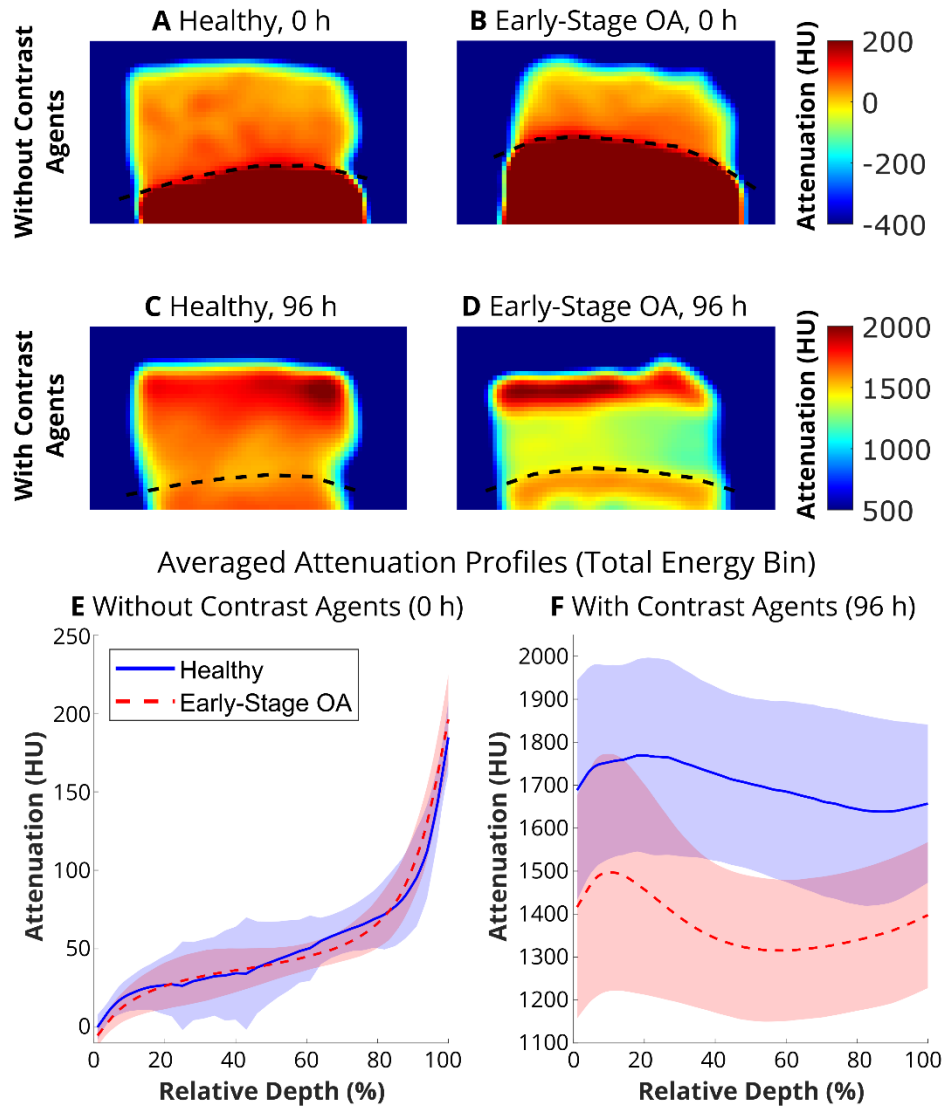 A Healthy, 0 h
B Early-Stage OA, 0 h
Without Contrast
Agents
200
0
-200
-400
Attenuation (HU)
C Healthy, 96 h
D Early-Stage OA, 96 h
With Contrast
Agents
2000
1500
1000
500
Attenuation (HU)
Averaged Attenuation Profiles (Total Energy Bin)
E Without Contrast Agents (0 h)
F With Contrast Agents (96 h)
Healthy
Early-Stage OA
250
200
150
100
50
0
Attenuation (HU)
0 20 40 60 80 100
Relative Depth (%)
2000
1900
1800
1700
1600
1500
1400
1300
1200
1100
Attenuation (HU)
0 20 40 60 80 100
Relative Depth (%)